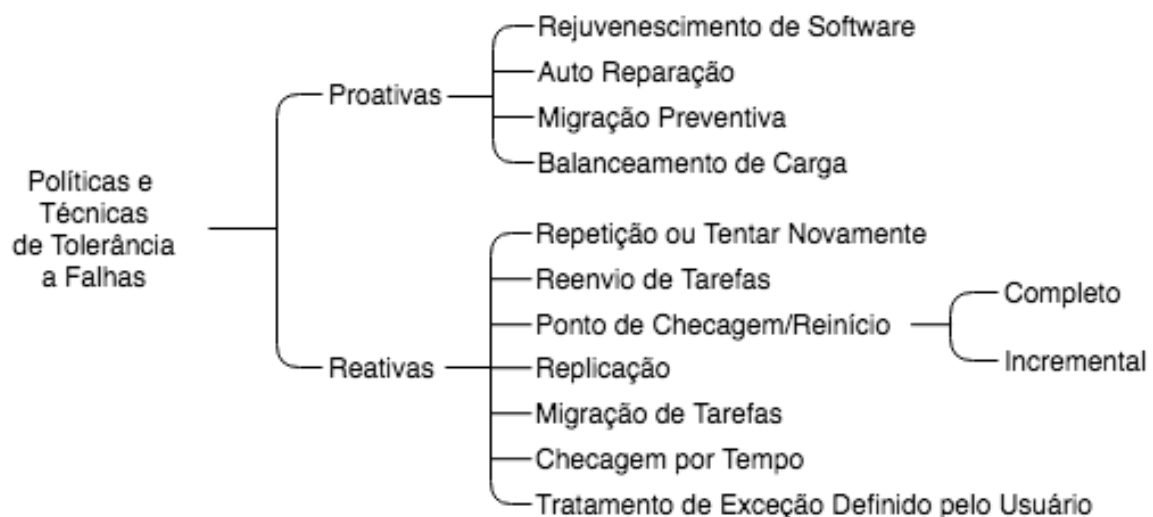 Políticas e
Técnicas
de Tolerância
a Falhas
Proativas
Rejuvenescimento de Software
Auto Reparação
Migração Preventiva
Balanceamento de Carga
Reativas
Repetição ou Tentar Novamente
Reenvio de Tarefas
Ponto de Checagem/Reinício
Completo
Incremental
Replicação
Migração de Tarefas
Checagem por Tempo
Tratamento de Exceção Definido pelo Usuário